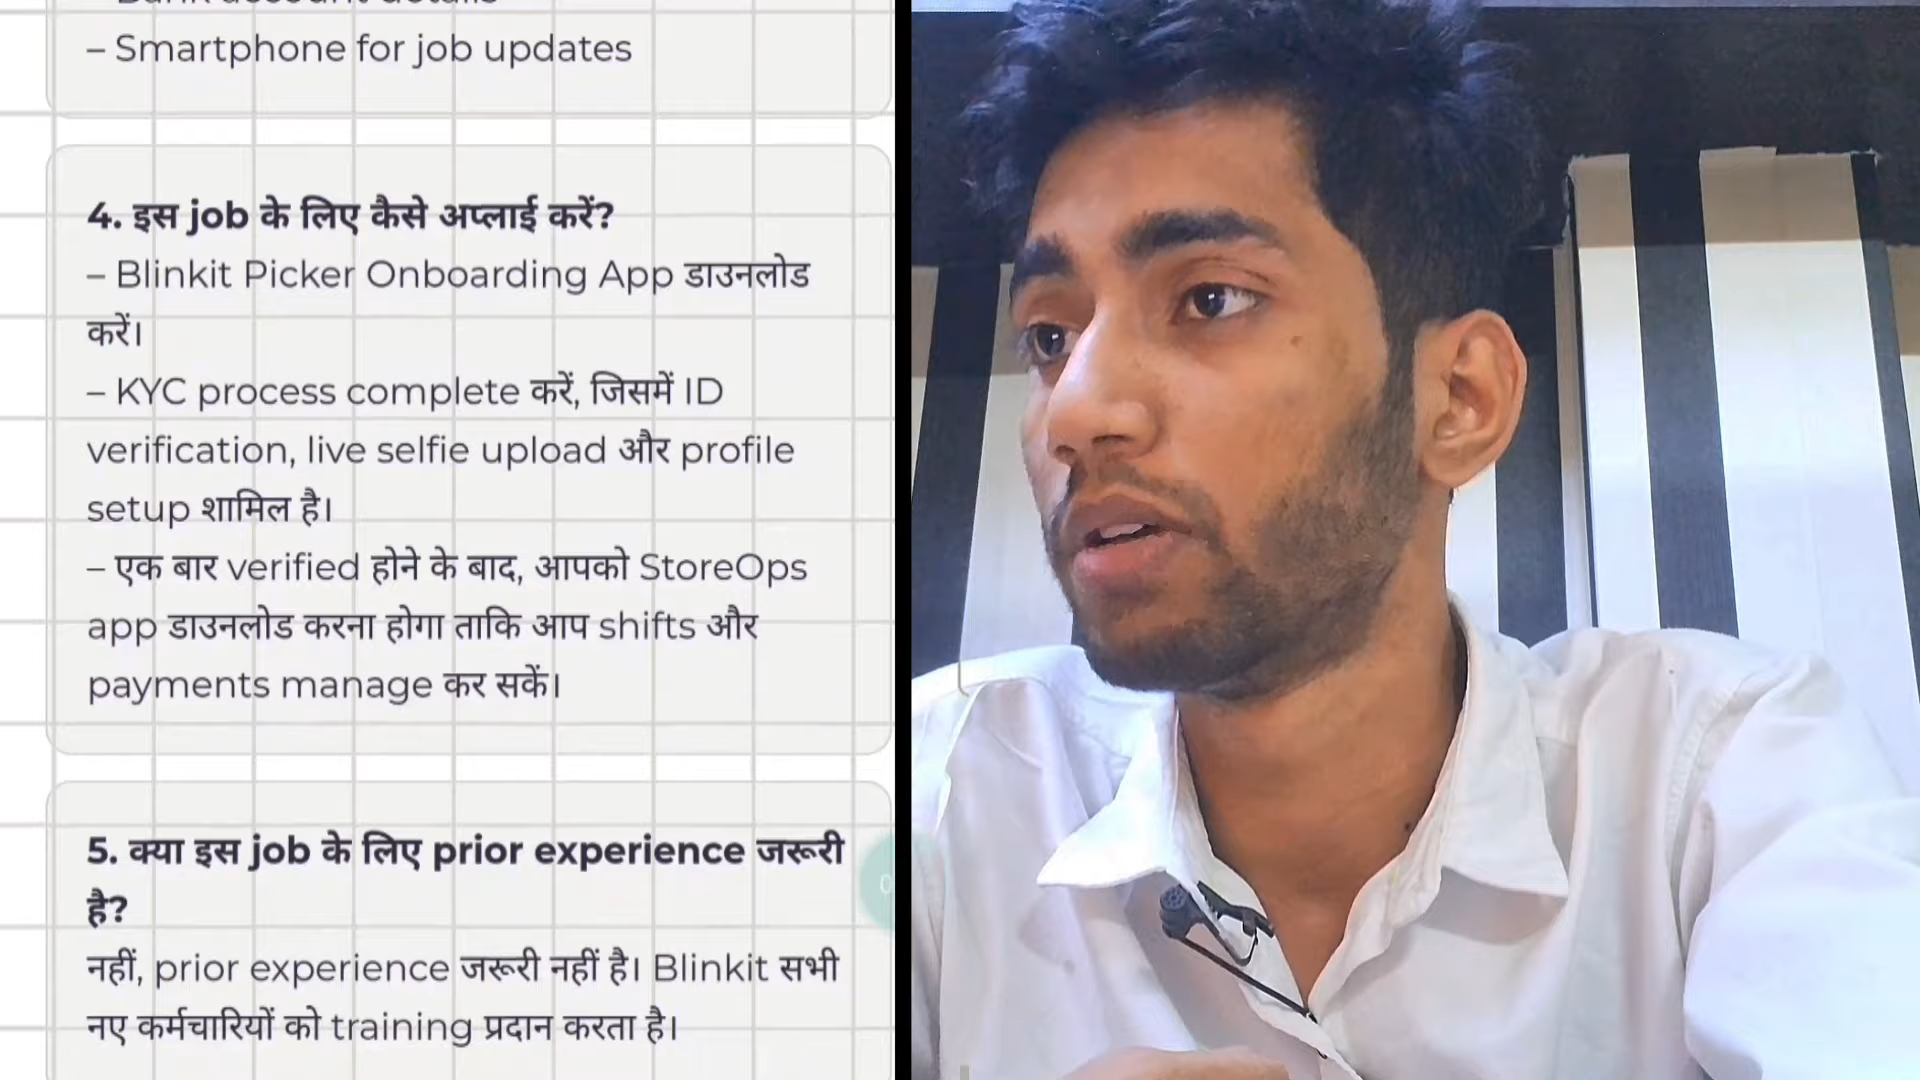 – Smartphone for job updates
4. इस job के लिए कैसे अप्लाई करें?
– Blinkit Picker Onboarding App डाउनलोड
करें।
– KYC process complete करें, जिसमें ID
verification, live selfie upload और profile
setup शामिल है।
– एक बार verified होने के बाद, आपको StoreOps
app डाउनलोड करना होगा ताकि आप shifts और
payments manage कर सकें।
5. क्या इस job के लिए prior experience जरूरी
है?
नहीं, prior experience जरूरी नहीं है। Blinkit सभी
नए कर्मचारियों को training प्रदान करता है।